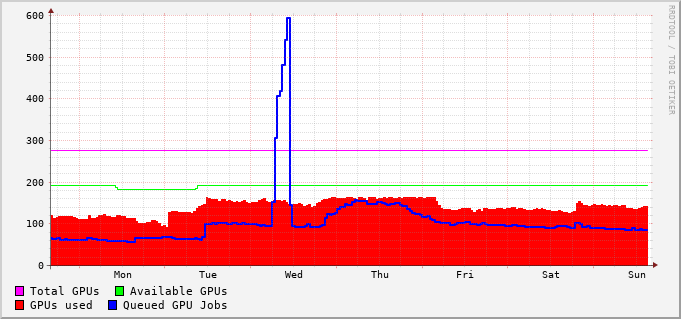 600
500
400
300
200
100
0
Mon Tue Wed Thu Fri Sat Sun
Total GPUs Available GPUs
GPUs used Queued GPU Jobs
RRDTOOL / TOBI OETIKER